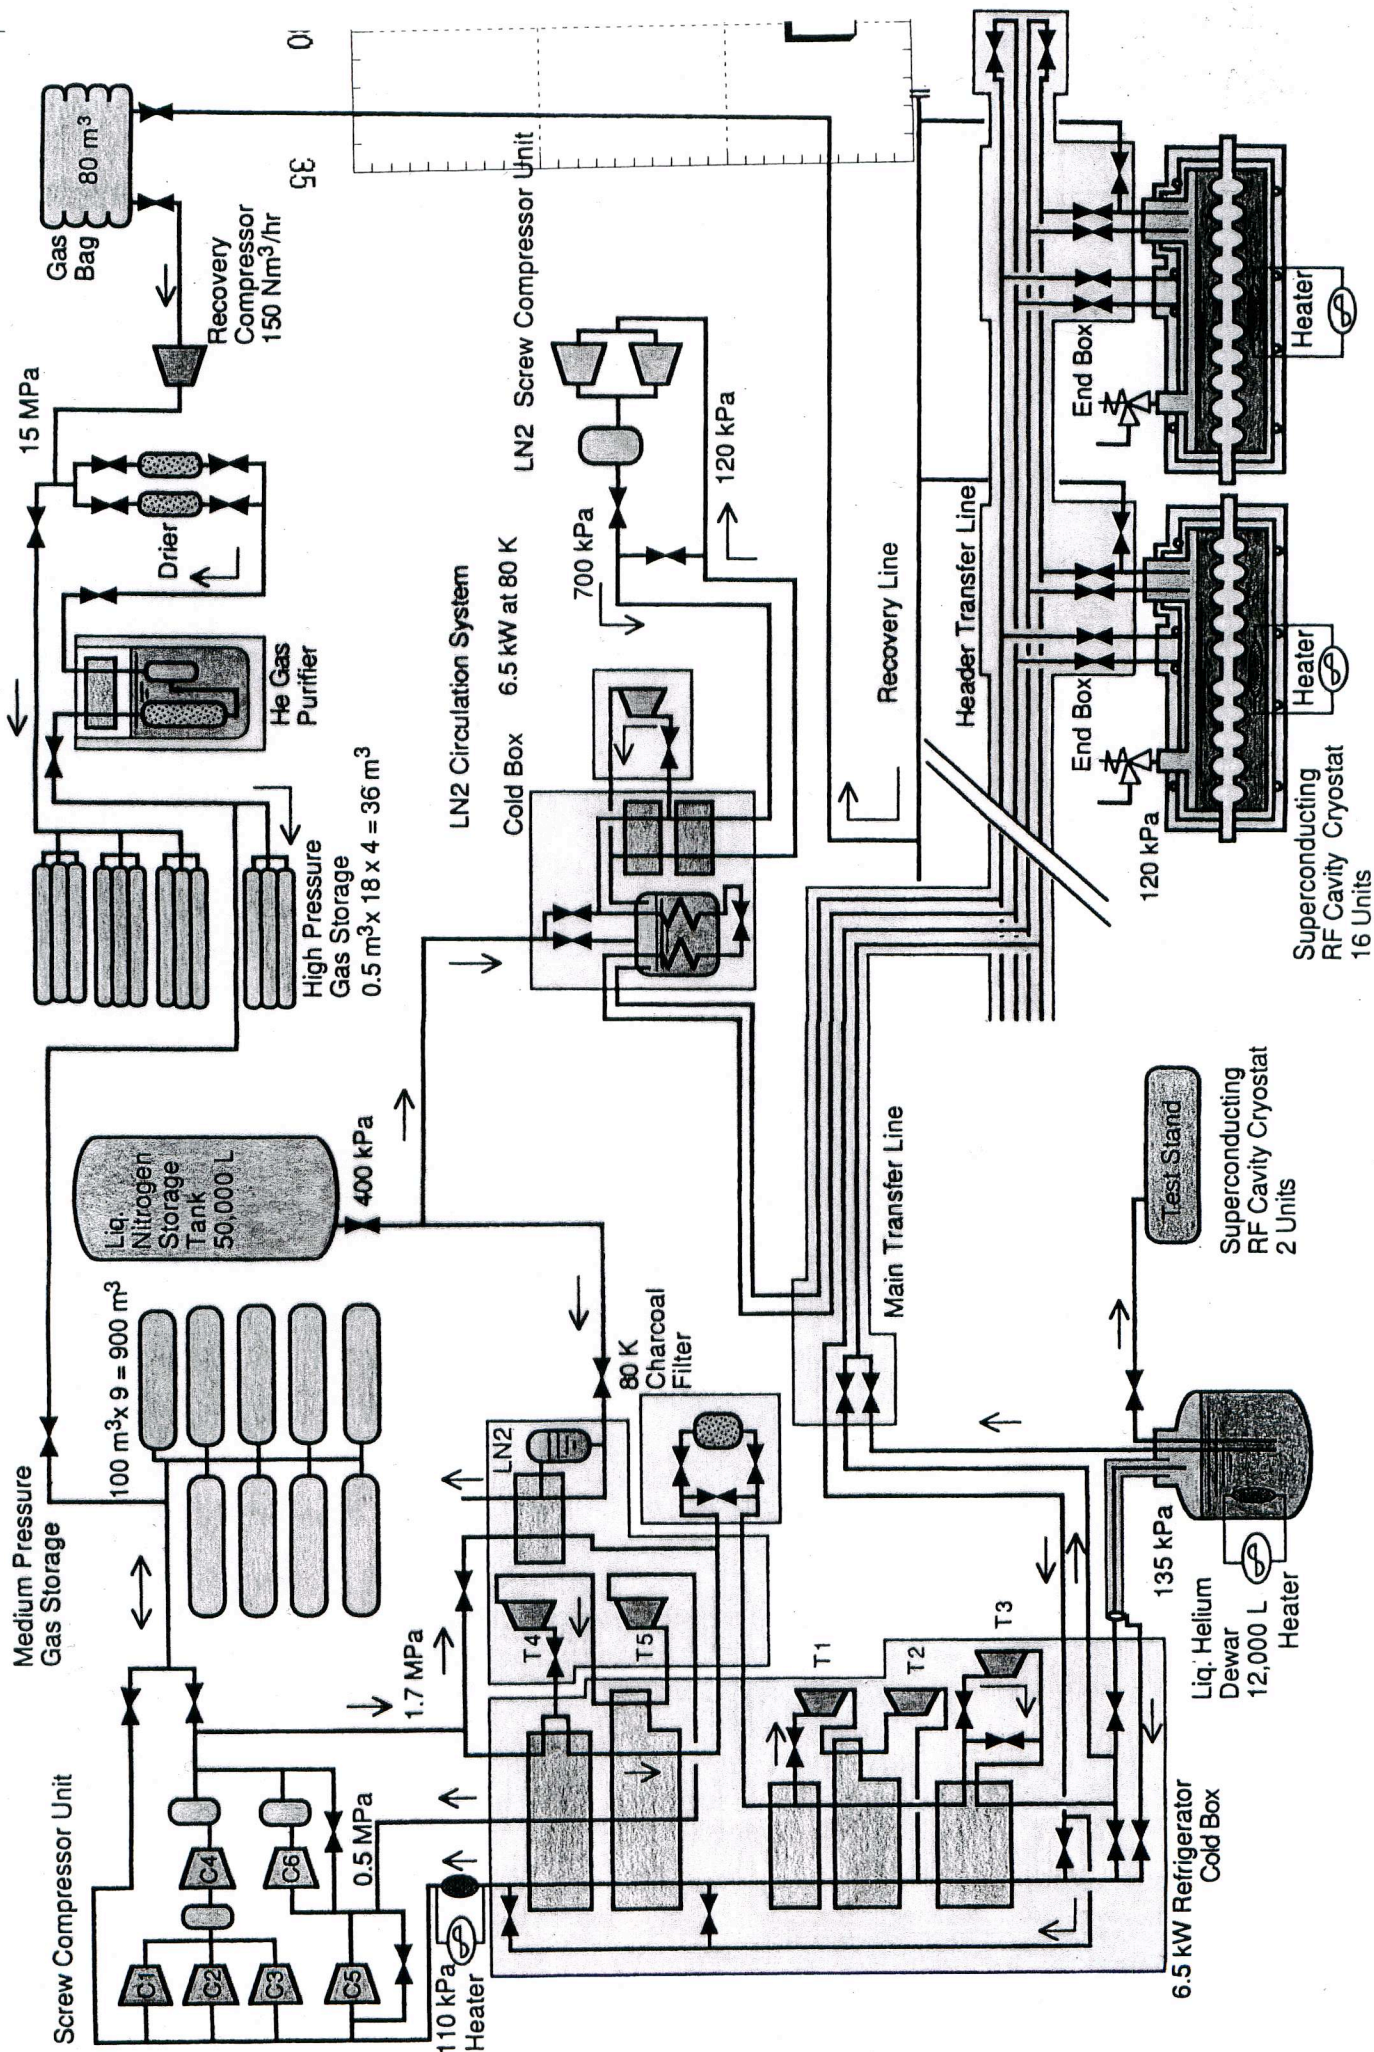 Screw Compressor Unit
C1
C2
C3
C4
C5
C6
Medium Pressure
Gas Storage
100 m³x 9 = 900 m³
Liq.
Nitrogen
Storage
Tank
50,000 L
400 kPa
High Pressure
Gas Storage
0.5 m³x 18 x 4 = 36 m³
He Gas
Purifier
Drier
15 MPa
Gas
Bag
80 m³
Recovery
Compressor
150 Nm³/hr
35
LN2 Circulation System
Cold Box
6.5 kW at 80 K
LN2 Screw Compressor Unit
700 kPa
120 kPa
110 kPa
Heater
0.5 MPa
1.7 MPa
LN2
T4
T5
80 K
Charcoal
Filter
T1
T2
T3
6.5 kW Refrigerator
Cold Box
Main Transfer Line
Recovery Line
Header Transfer Line
135 kPa
Liq. Helium
Dewar
12,000 L
Heater
Test Stand
Superconducting
RF Cavity Cryostat
2 Units
End Box
120 kPa
Heater
Superconducting
RF Cavity Cryostat
16 Units
End Box
Heater